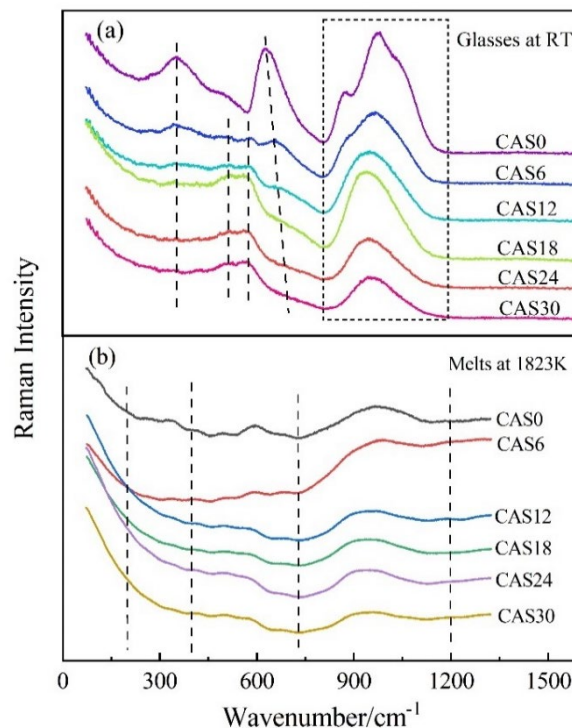 (a)
Glasses at RT
CAS0
CAS6
CAS12
CAS18
CAS24
CAS30
Raman Intensity
(b)
Melts at 1823K
CAS0
CAS6
CAS12
CAS18
CAS24
CAS30
0 300 600 900 1200 1500
Wavenumber/cm⁻¹